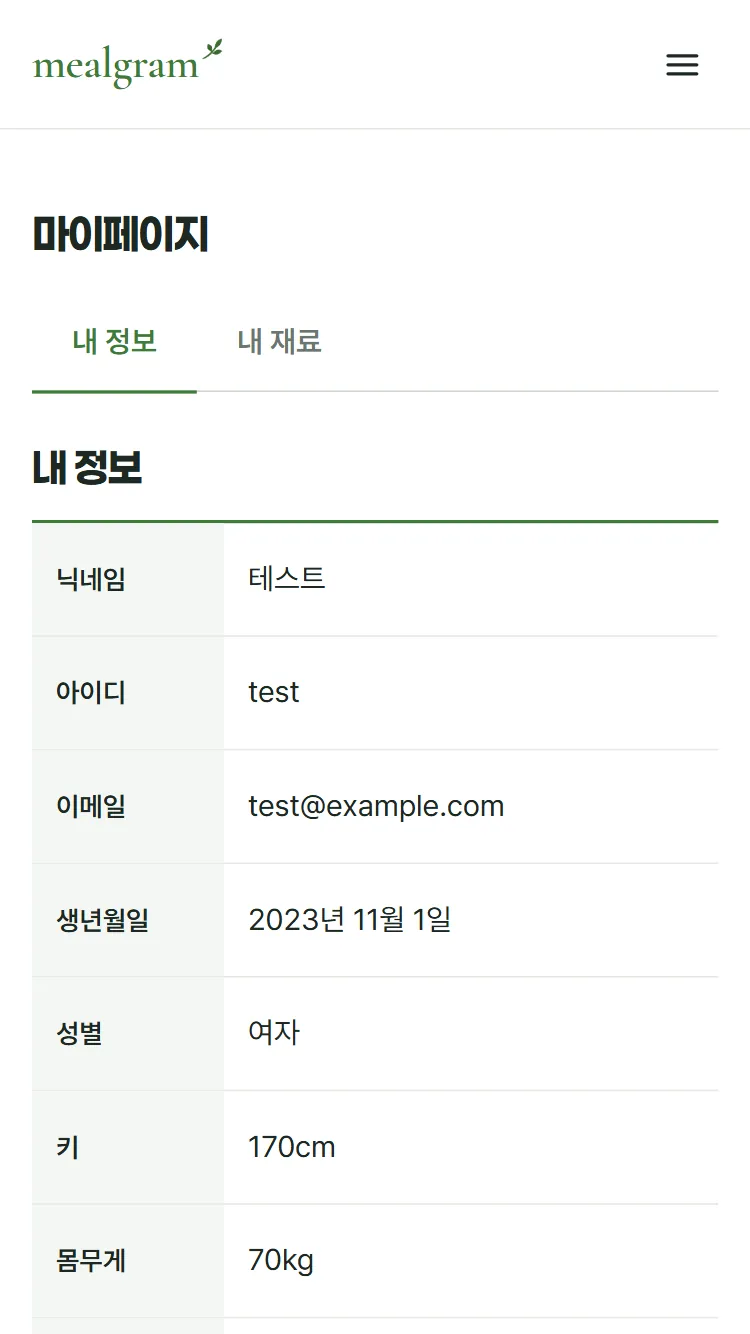 mealgram
마이페이지
내 정보 내 재료
내 정보
닉네임 테스트
아이디 test
이메일 test@example.com
생년월일 2023년 11월 1일
성별 여자
키 170cm
몸무게 70kg